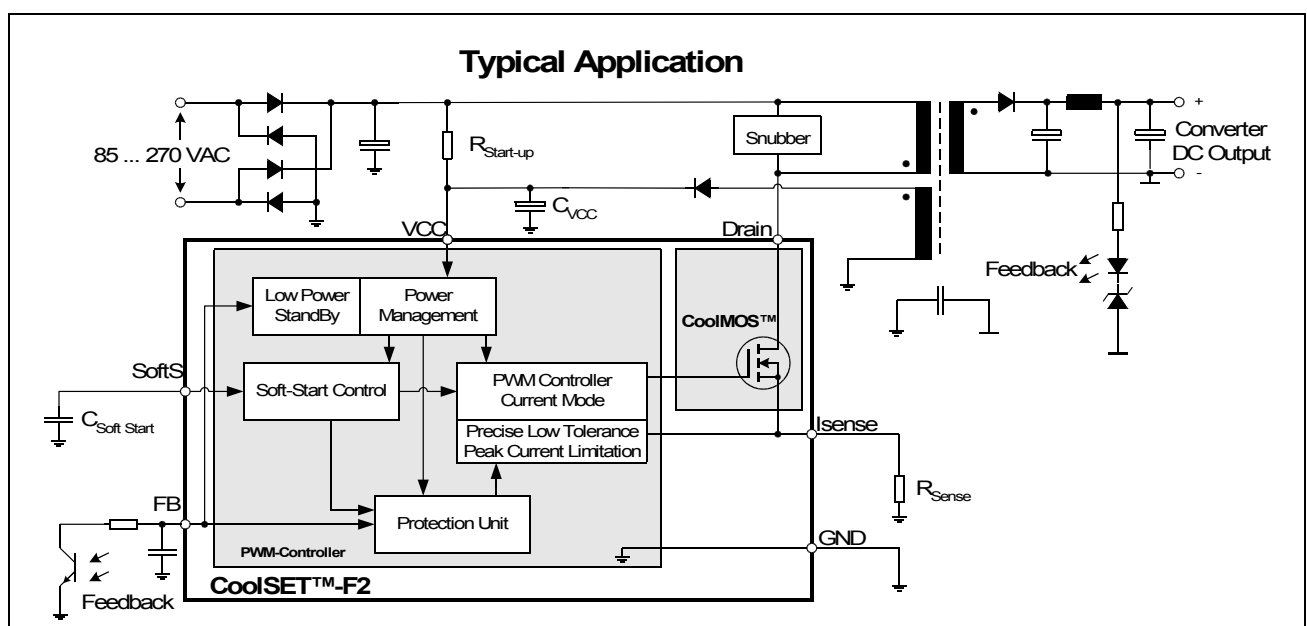 Typical Application
85 ... 270 VAC
RStart-up
Snubber
+
Converter
DC Output
-
CVCC
VCC
Drain
Feedback
Low Power
StandBy
Power
Management
CoolMOS™
SoftS
Soft-Start Control
PWM Controller
Current Mode
CSoft Start
Isense
Precise Low Tolerance
Peak Current Limitation
RSense
FB
Protection Unit
GND
PWM-Controller
CoolSET™-F2
Feedback